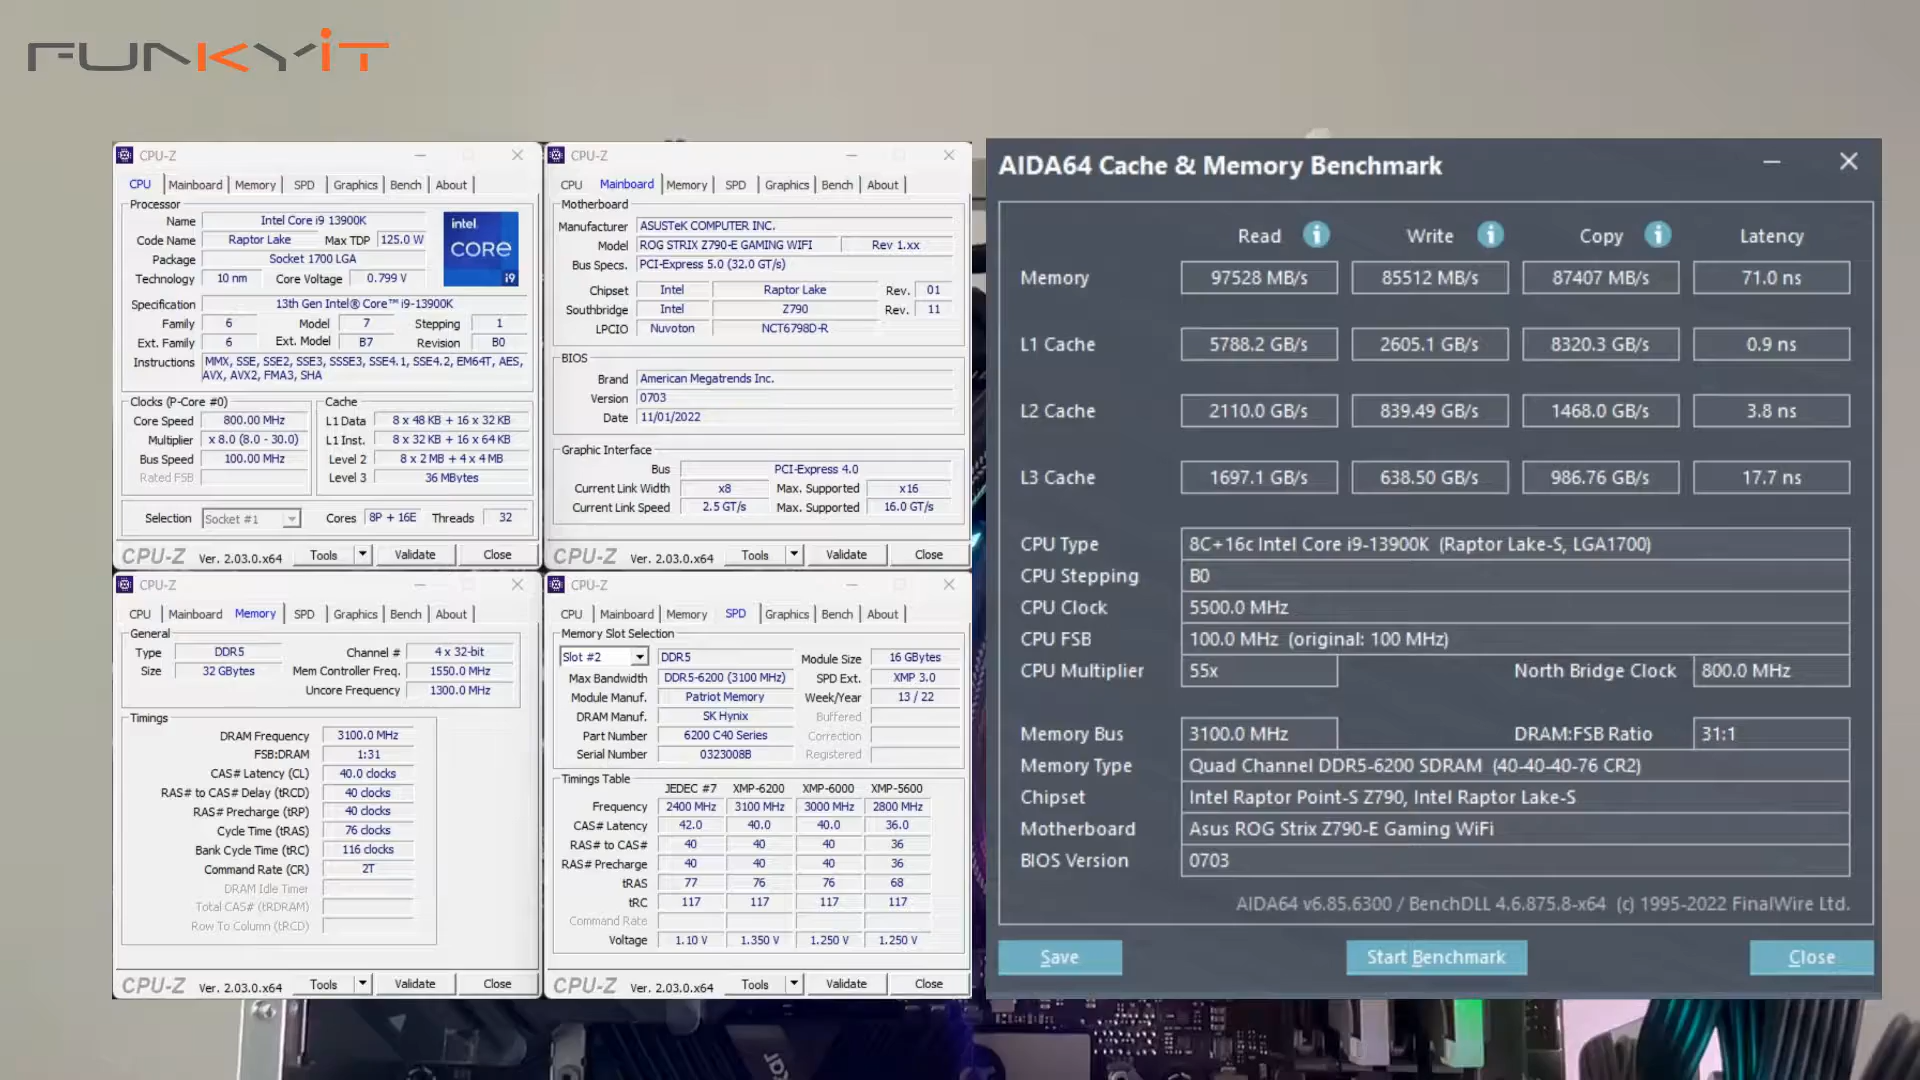 FUNKYiT
CPU-Z
CPU Mainboard Memory SPD Graphics Bench About
Processor
Name Intel Core i9 13900K
Code Name Raptor Lake Max TDP 125.0 W
Package Socket 1700 LGA
Technology 10 nm Core Voltage 0.799 V
intel CORE i9
Specification 13th Gen Intel® Core™ i9-13900K
Family 6 Model 7 Stepping 1
Ext. Family 6 Ext. Model B7 Revision B0
Instructions MMX, SSE, SSE2, SSE3, SSSE3, SSE4.1, SSE4.2, EM64T, AES,
AVX, AVX2, FMA3, SHA
Clocks (P-Core #0)
Core Speed 800.00 MHz
Multiplier x 8.0 (8.0 - 30.0)
Bus Speed 100.00 MHz
Rated FSB
Cache
L1 Data 8 x 48 KB + 16 x 32 KB
L1 Inst. 8 x 32 KB + 16 x 64 KB
Level 2 8 x 2 MB + 4 x 4 MB
Level 3 36 MBytes
Selection Socket #1 Cores 8P + 16E Threads 32
CPU-Z Ver. 2.03.0.x64 Tools Validate Close
CPU-Z
CPU Mainboard Memory SPD Graphics Bench About
Motherboard
Manufacturer ASUSTeK COMPUTER INC.
Model ROG STRIX Z790-E GAMING WIFI Rev 1.xx
Bus Specs. PCI-Express 5.0 (32.0 GT/s)
Chipset Intel Raptor Lake Rev. 01
Southbridge Intel Z790 Rev. 11
LPCIO Nuvoton NCT6798D-R
BIOS
Brand American Megatrends Inc.
Version 0703
Date 11/01/2022
Graphic Interface
Bus PCI-Express 4.0
Current Link Width x8 Max. Supported x16
Current Link Speed 2.5 GT/s Max. Supported 16.0 GT/s
CPU-Z Ver. 2.03.0.x64 Tools Validate Close
CPU-Z
CPU Mainboard Memory SPD Graphics Bench About
General
Type DDR5 Channel # 4 x 32-bit
Size 32 GBytes Mem Controller Freq. 1550.0 MHz
Uncore Frequency 1300.0 MHz
Timings
DRAM Frequency 3100.0 MHz
FSB:DRAM 1:31
CAS# Latency (CL) 40.0 clocks
RAS# to CAS# Delay (tRCD) 40 clocks
RAS# Precharge (tRP) 40 clocks
Cycle Time (tRAS) 76 clocks
Bank Cycle Time (tRC) 116 clocks
Command Rate (CR) 2T
DRAM Idle Timer
Total CAS# (tRDRAM)
Row To Column (tRCD)
CPU-Z Ver. 2.03.0.x64 Tools Validate Close
CPU-Z
CPU Mainboard Memory SPD Graphics Bench About
Memory Slot Selection
Slot #2 DDR5 Module Size 16 GBytes
Max Bandwidth DDR5-6200 (3100 MHz) SPD Ext. XMP 3.0
Module Manuf. Patriot Memory Week/Year 13 / 22
DRAM Manuf. SK Hynix Buffered
Part Number 6200 C40 Series Correction
Serial Number 0323008B Registered
Timings Table
JEDEC #7 XMP-6200 XMP-6000 XMP-5600
Frequency 2400 MHz 3100 MHz 3000 MHz 2800 MHz
CAS# Latency 42.0 40.0 40.0 36.0
RAS# to CAS# 40 40 40 36
RAS# Precharge 40 40 40 36
tRAS 77 76 76 68
tRC 117 117 117 117
Command Rate
Voltage 1.10 V 1.350 V 1.250 V 1.250 V
CPU-Z Ver. 2.03.0.x64 Tools Validate Close
AIDA64 Cache & Memory Benchmark
Read Write Copy Latency
Memory 97528 MB/s 85512 MB/s 87407 MB/s 71.0 ns
L1 Cache 5788.2 GB/s 2605.1 GB/s 8320.3 GB/s 0.9 ns
L2 Cache 2110.0 GB/s 839.49 GB/s 1468.0 GB/s 3.8 ns
L3 Cache 1697.1 GB/s 638.50 GB/s 986.76 GB/s 17.7 ns
CPU Type 8C+16c Intel Core i9-13900K (Raptor Lake-S, LGA1700)
CPU Stepping B0
CPU Clock 5500.0 MHz
CPU FSB 100.0 MHz (original: 100 MHz)
CPU Multiplier 55x North Bridge Clock 800.0 MHz
Memory Bus 3100.0 MHz DRAM:FSB Ratio 31:1
Memory Type Quad Channel DDR5-6200 SDRAM (40-40-40-76 CR2)
Chipset Intel Raptor Point-S Z790, Intel Raptor Lake-S
Motherboard Asus ROG Strix Z790-E Gaming WiFi
BIOS Version 0703
AIDA64 v6.85.6300 / BenchDLL 4.6.875.8-x64 (c) 1995-2022 FinalWire Ltd.
Save Start Benchmark Close